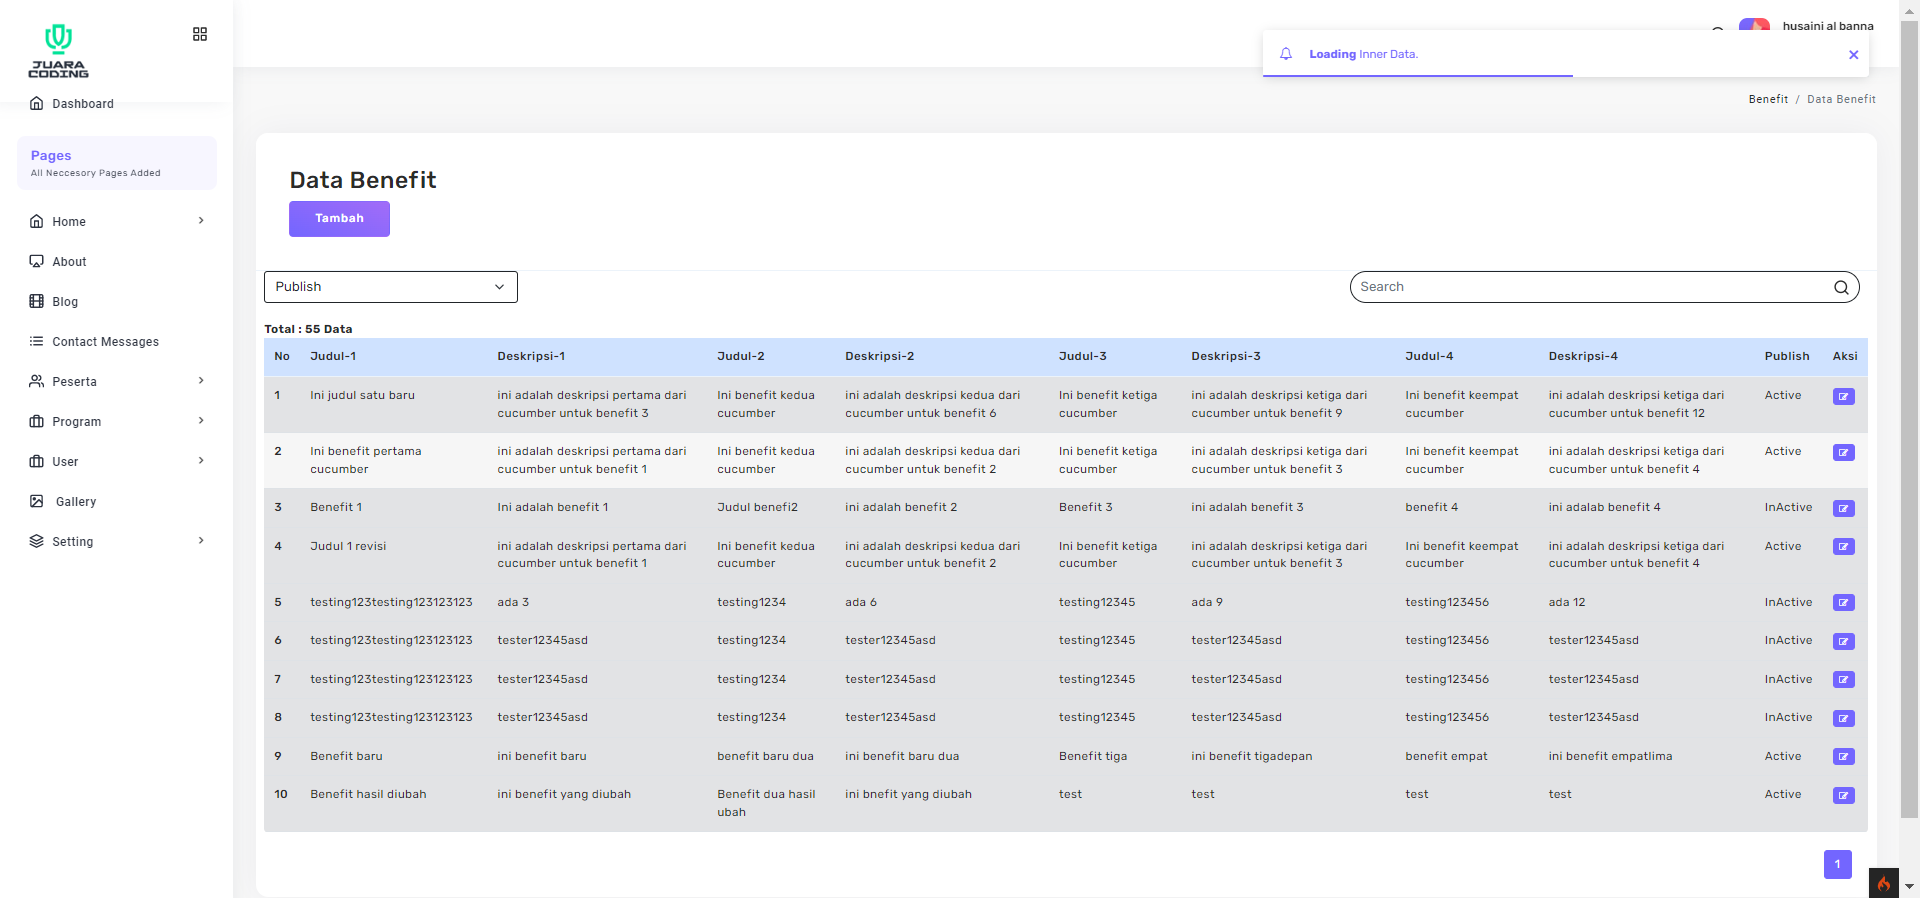 JUARA
CODING
Dashboard
Pages
All Neccesory Pages Added
Home
About
Blog
Contact Messages
Peserta
Program
User
Gallery
Setting
husaini al banna
Loading Inner Data.
Benefit / Data Benefit
Data Benefit
Tambah
Publish
Search
Total : 55 Data
No Judul-1 Deskripsi-1 Judul-2 Deskripsi-2 Judul-3 Deskripsi-3 Judul-4 Deskripsi-4 Publish Aksi
1 Ini judul satu baru ini adalah deskripsi pertama dari Ini benefit kedua ini adalah deskripsi kedua dari Ini benefit ketiga ini adalah deskripsi ketiga dari Ini benefit keempat ini adalah deskripsi ketiga dari Active
cucumber untuk benefit 3 cucumber cucumber untuk benefit 6 cucumber cucumber untuk benefit 9 cucumber cucumber untuk benefit 12
2 Ini benefit pertama ini adalah deskripsi pertama dari Ini benefit kedua ini adalah deskripsi kedua dari Ini benefit ketiga ini adalah deskripsi ketiga dari Ini benefit keempat ini adalah deskripsi ketiga dari Active
cucumber cucumber untuk benefit 1 cucumber cucumber untuk benefit 2 cucumber cucumber untuk benefit 3 cucumber cucumber untuk benefit 4
3 Benefit 1 Ini adalah benefit 1 Judul benefi2 ini adalah benefit 2 Benefit 3 ini adalah benefit 3 benefit 4 ini adalab benefit 4 InActive
4 Judul 1 revisi ini adalah deskripsi pertama dari Ini benefit kedua ini adalah deskripsi kedua dari Ini benefit ketiga ini adalah deskripsi ketiga dari Ini benefit keempat ini adalah deskripsi ketiga dari Active
cucumber untuk benefit 1 cucumber cucumber untuk benefit 2 cucumber cucumber untuk benefit 3 cucumber cucumber untuk benefit 4
5 testing123testing123123123 ada 3 testing1234 ada 6 testing12345 ada 9 testing123456 ada 12 InActive
6 testing123testing123123123 tester12345asd testing1234 tester12345asd testing12345 tester12345asd testing123456 tester12345asd InActive
7 testing123testing123123123 tester12345asd testing1234 tester12345asd testing12345 tester12345asd testing123456 tester12345asd InActive
8 testing123testing123123123 tester12345asd testing1234 tester12345asd testing12345 tester12345asd testing123456 tester12345asd InActive
9 Benefit baru ini benefit baru benefit baru dua ini benefit baru dua Benefit tiga ini benefit tigadepan benefit empat ini benefit empatlima Active
10 Benefit hasil diubah ini benefit yang diubah Benefit dua hasil ini bnefit yang diubah test test test test Active
ubah
1